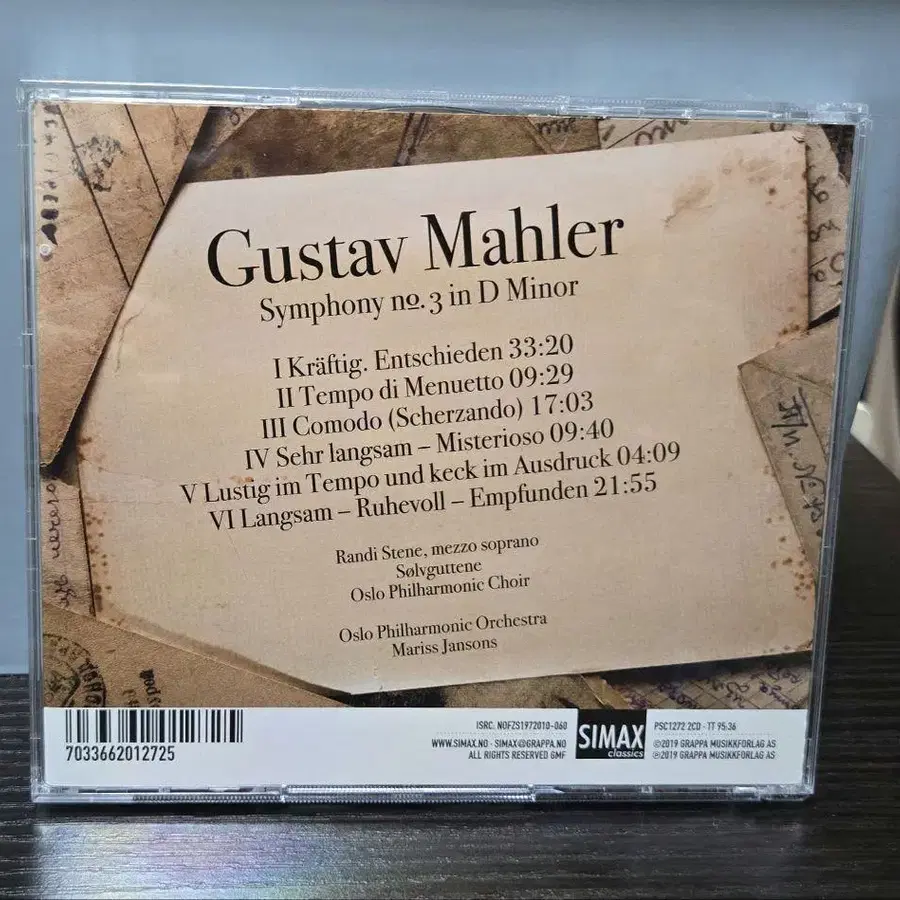 Gustav Mahler
Symphony no. 3 in D Minor
I Kräftig. Entschieden 33:20
II Tempo di Menuetto 09:29
III Comodo (Scherzando) 17:03
IV Sehr langsam – Misterioso 09:40
V Lustig im Tempo und keck im Ausdruck 04:09
VI Langsam – Ruhevoll – Empfunden 21:55
Randi Stene, mezzo soprano
Sølvguttene
Oslo Philharmonic Choir
Oslo Philharmonic Orchestra
Mariss Jansons
7033662012725
ISRC. NOFZS1972010-060
WWW.SIMAX.NO · SIMAX@GRAPPA.NO
ALL RIGHTS RESERVED GMF
SIMAX
classics
PSC1272 2CD · TT 95:36
©2019 GRAPPA MUSIKKFORLAG AS
℗2019 GRAPPA MUSIKKFORLAG AS